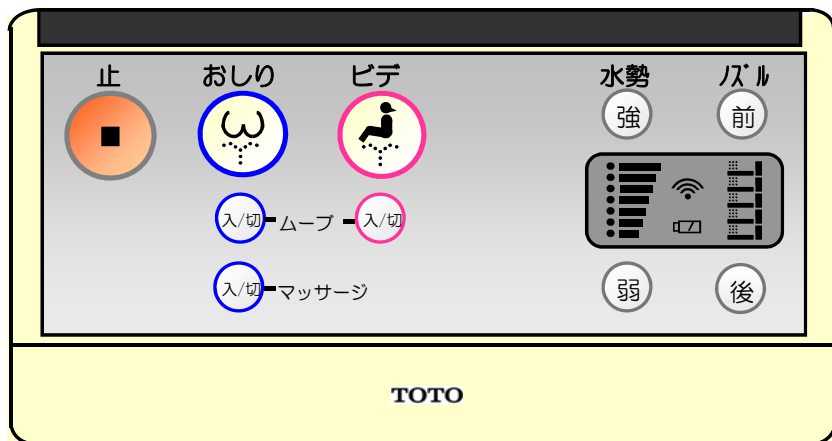 止 おしり ビデ 水勢 ノズル
強 前
入/切 ムーブ 入/切
入/切 マッサージ
弱 後
TOTO